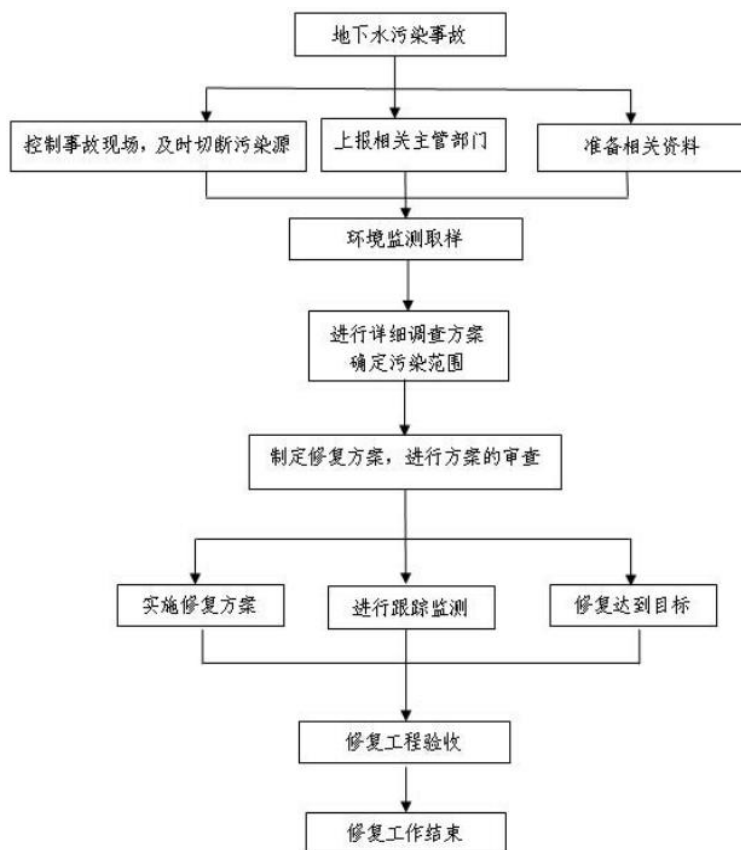 地下水污染事故
控制事故现场，及时切断污染源
上报相关主管部门
准备相关资料
环境监测取样
进行详细调查方案
确定污染范围
制定修复方案，进行方案的审查
实施修复方案
进行跟踪监测
修复达到目标
修复工程验收
修复工作结束